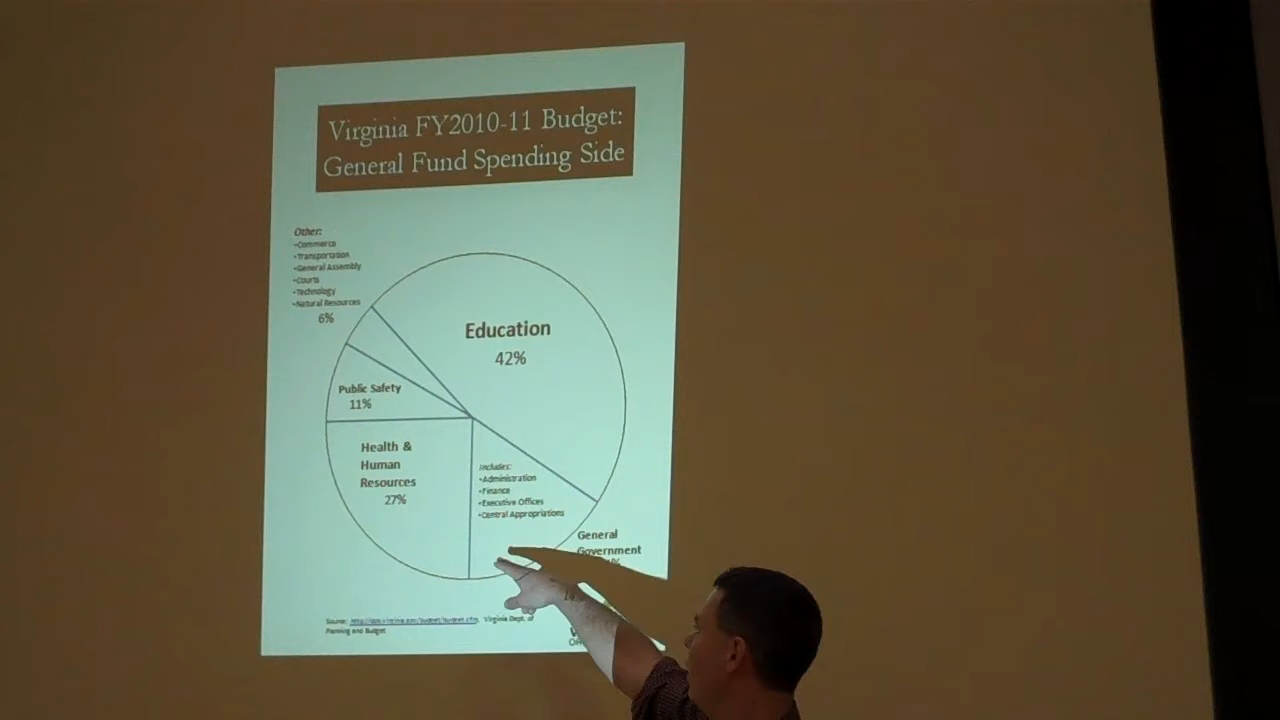 Virginia FY2010-11 Budget:
General Fund Spending Side
Other:
•Commerce
•Transportation
•General Assembly
•Courts
•Technology
•Natural Resources
6%
Education
42%
Public Safety
11%
Health &
Human
Resources
27%
Includes:
•Administration
•Finance
•Executive Offices
•Central Appropriations
General
Government
Source: Virginia Dept. of
Planning and Budget